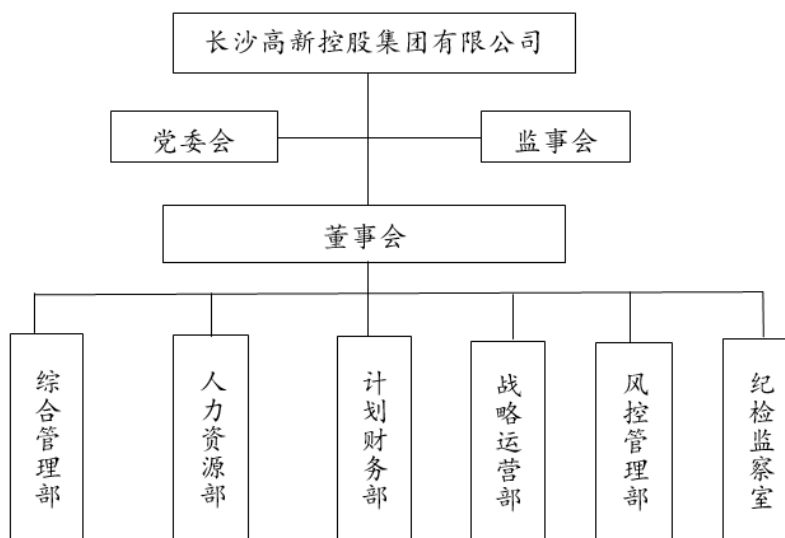 长沙高新控股集团有限公司
党委会
监事会
董事会
综合管理部
人力资源部
计划财务部
战略运营部
风控管理部
纪检监察室